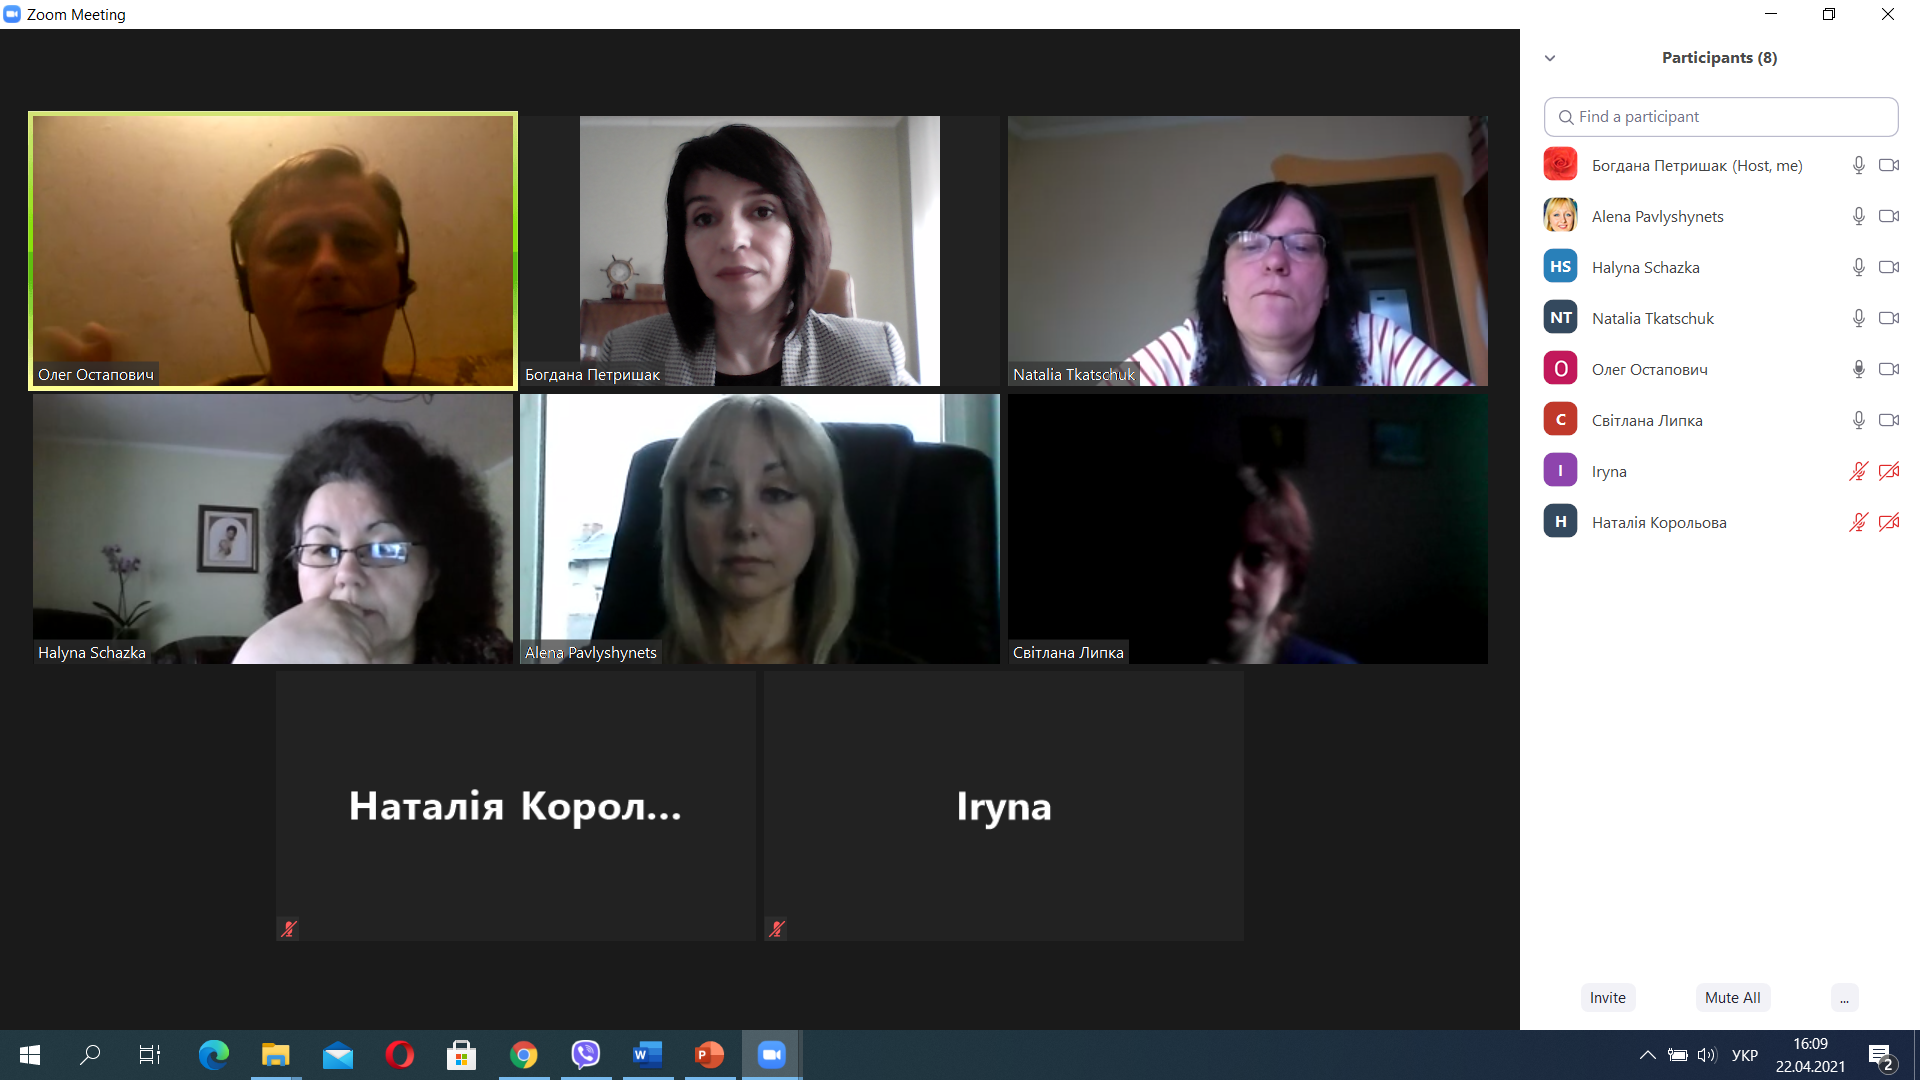 Zoom Meeting
Олег Остапович
Богдана Петришак
Natalia Tkatschuk
Halyna Schazka
Alena Pavlyshynets
Світлана Липка
Наталія Корол...
Iryna
Participants (8)
Find a participant
Богдана Петришак (Host, me)
Alena Pavlyshynets
HS Halyna Schazka
NT Natalia Tkatschuk
О Олег Остапович
С Світлана Липка
I Iryna
Н Наталія Корольова
Invite Mute All ...
W P УКР 16:09
22.04.2021
2